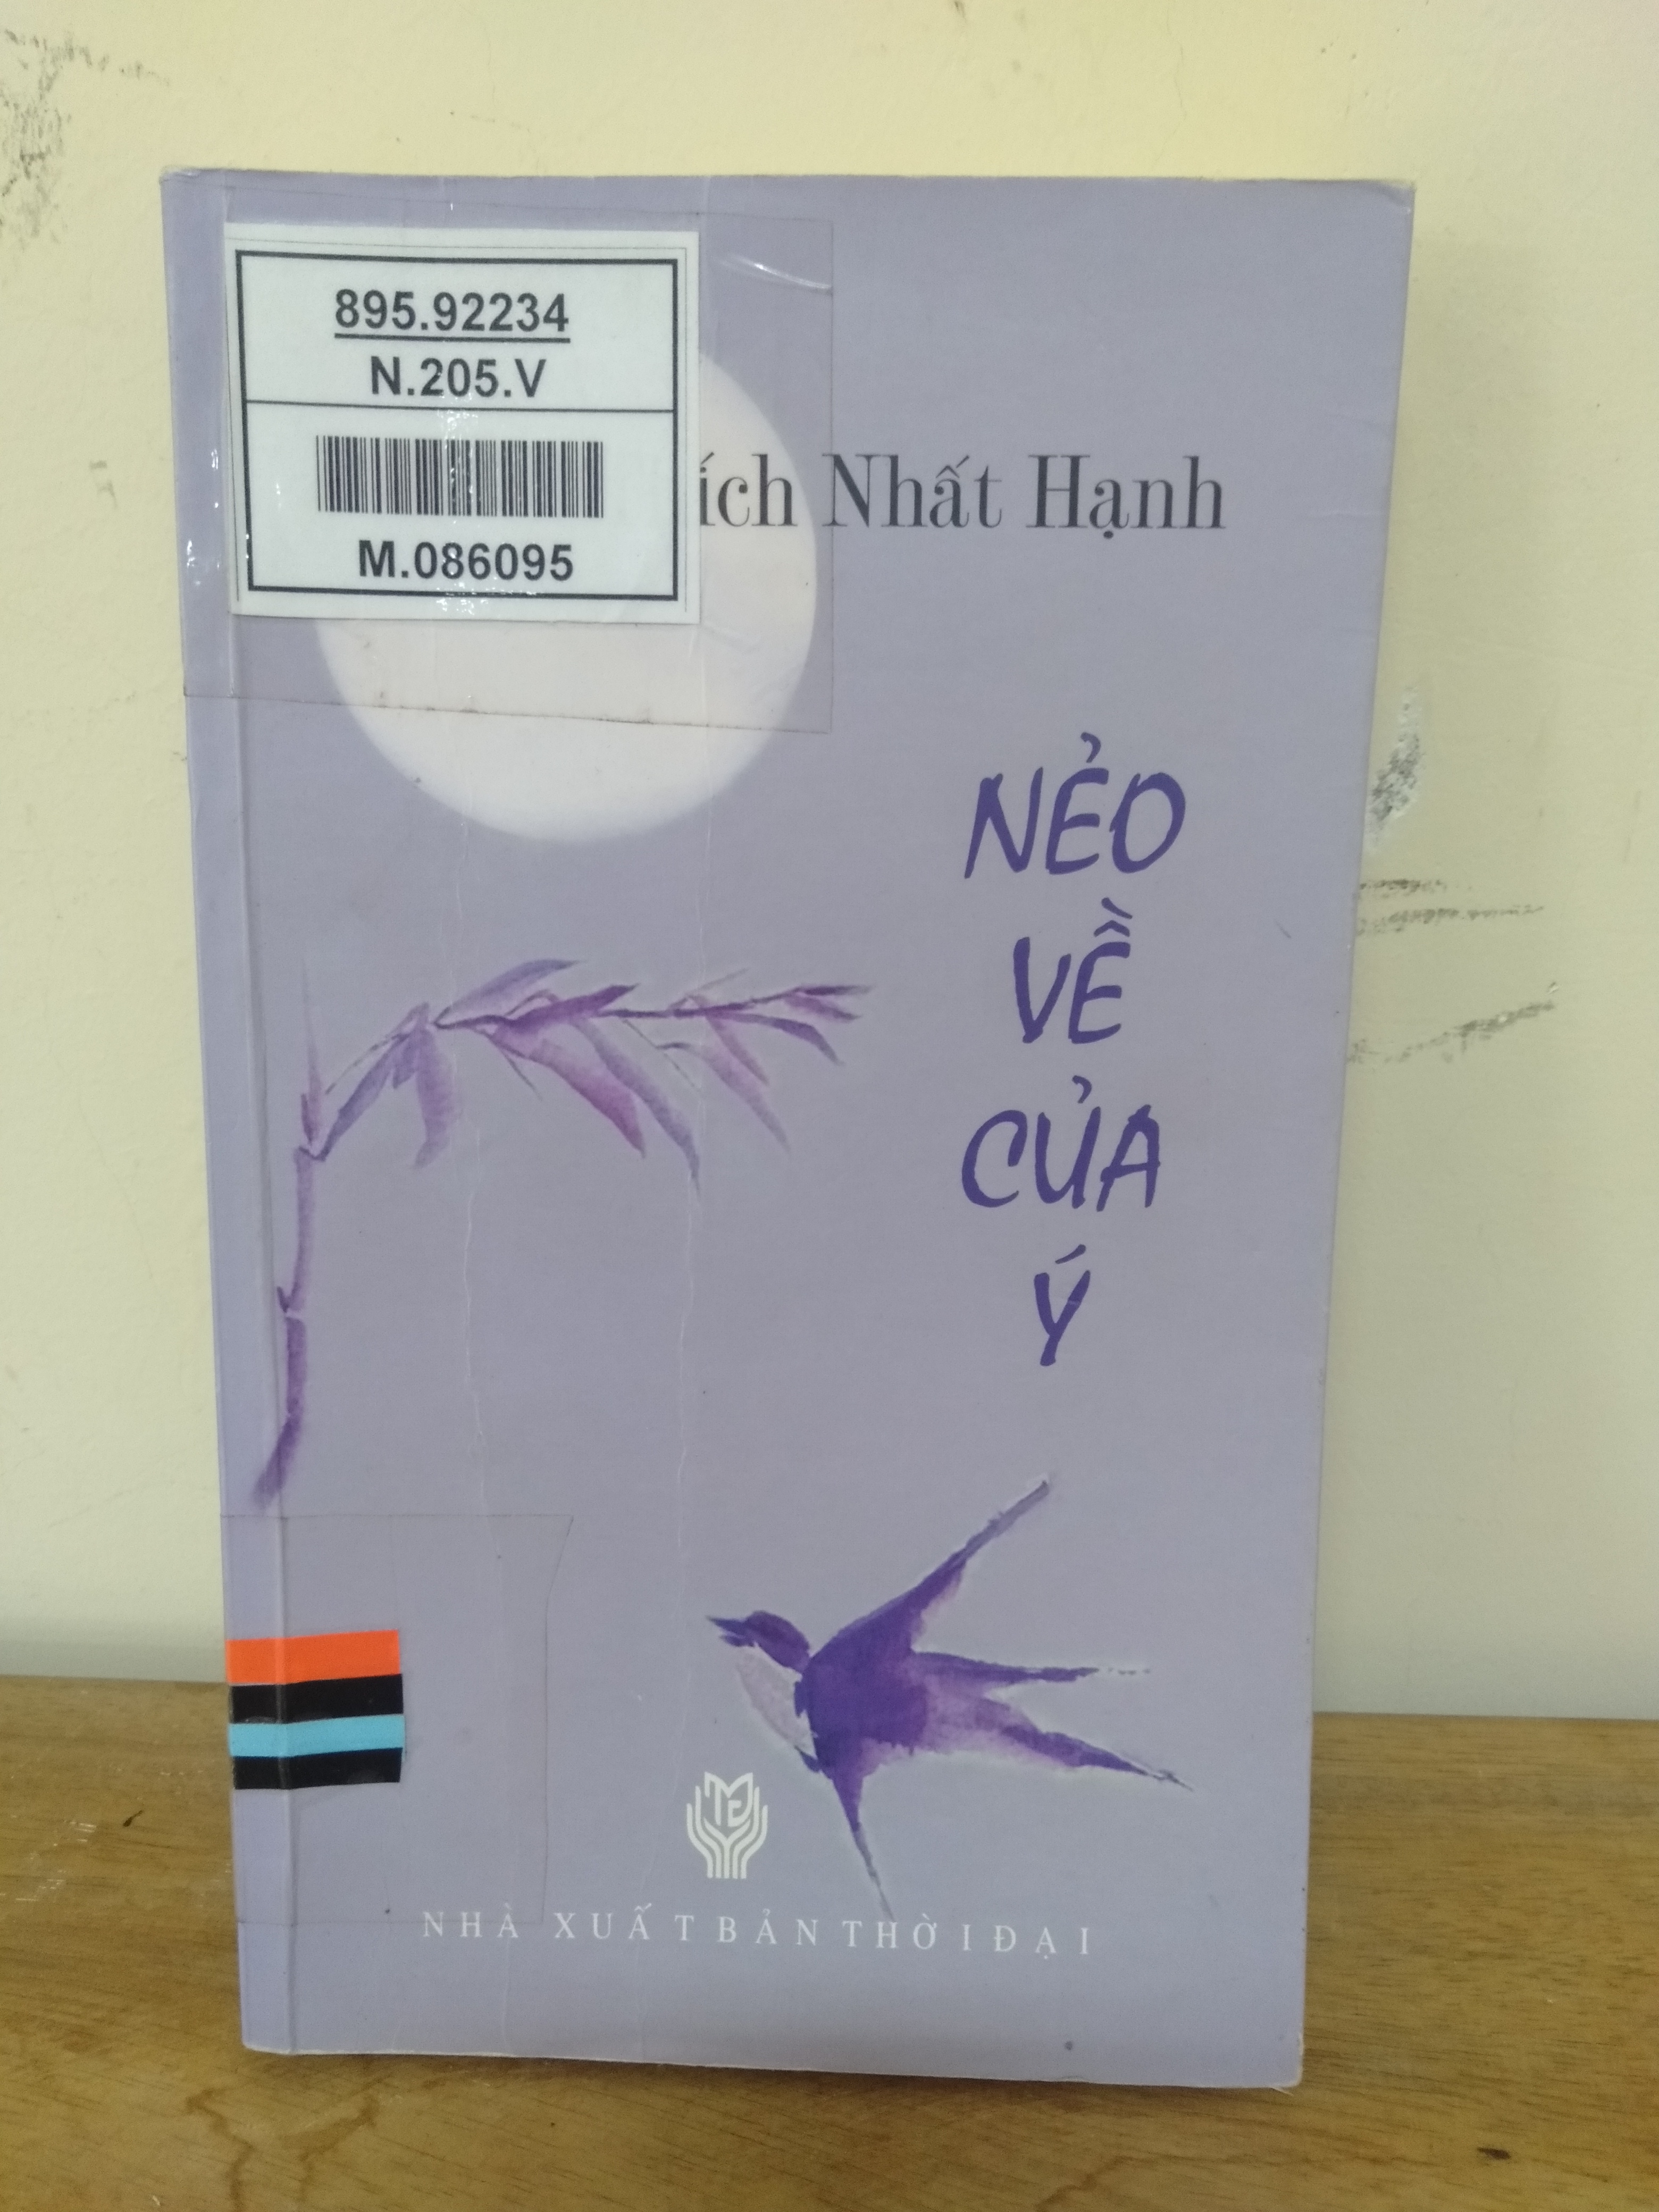 895.92234
N.205.V
M.086095
ích Nhất Hạnh
NẺO
VỀ
CỦA
Ý
NHÀ XUẤT BẢN THỜI ĐẠI